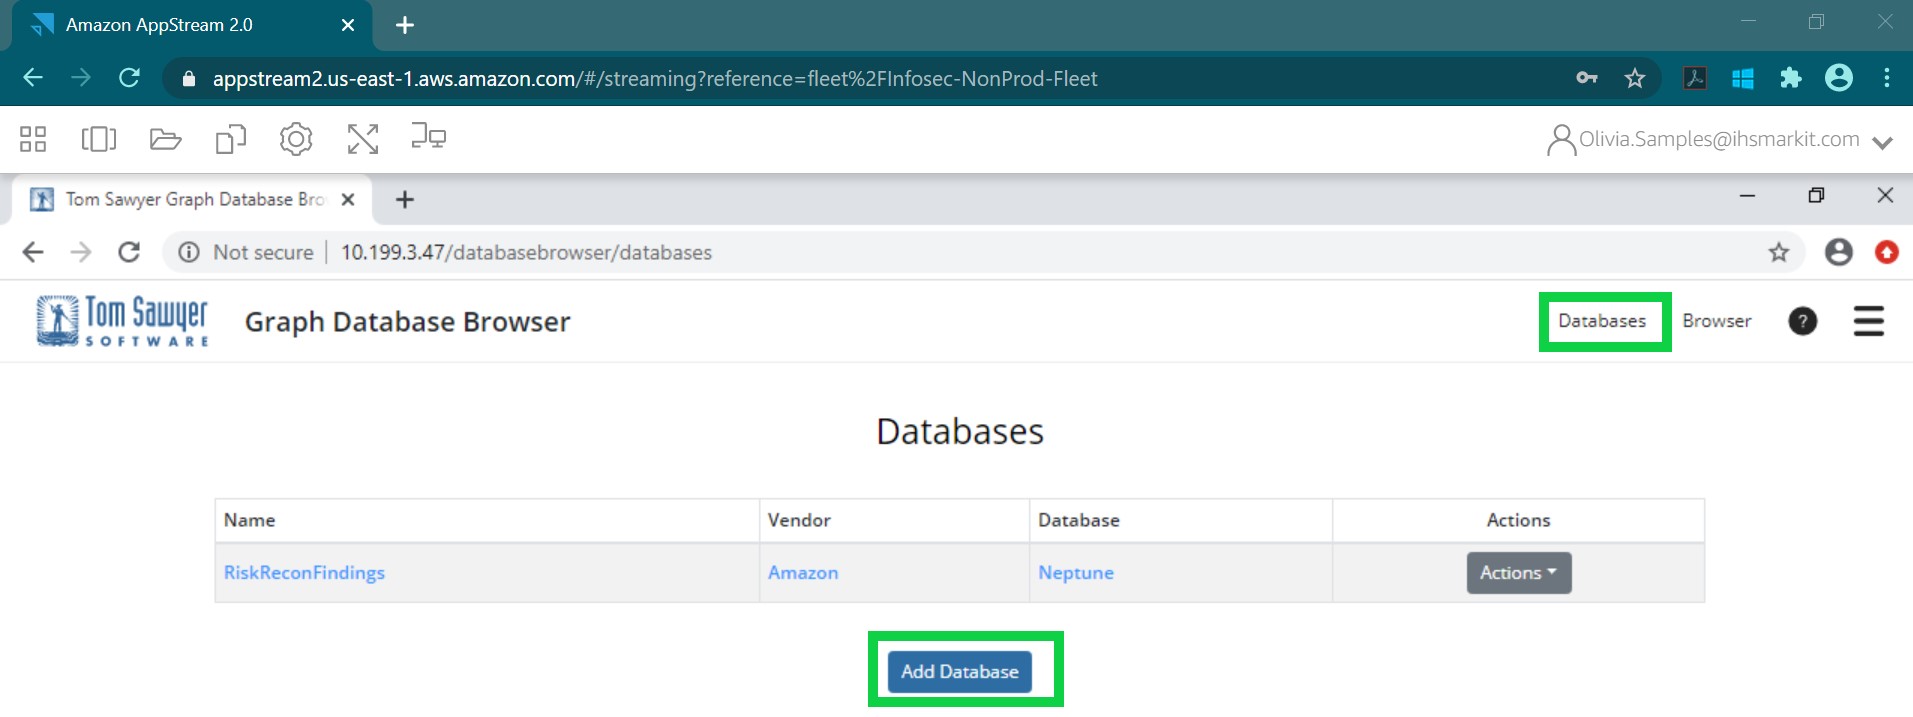 Amazon AppStream 2.0
appstream2.us-east-1.aws.amazon.com/#/streaming?reference=fleet%2FInfosec-NonProd-Fleet
Olivia.Samples@ihsmarkit.com
Tom Sawyer Graph Database Bro
Not secure | 10.199.3.47/databasebrowser/databases
Tom Sawyer
SOFTWARE
Graph Database Browser
Databases Browser ?
Databases
Name Vendor Database Actions
RiskReconFindings Amazon Neptune Actions
Add Database